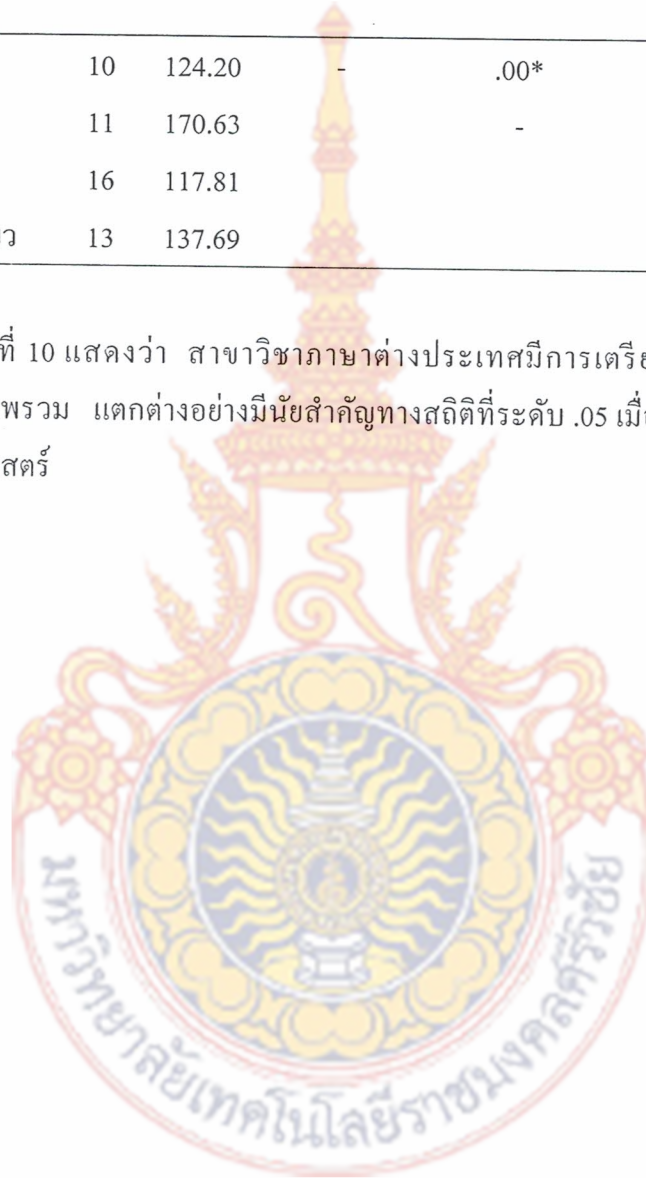 10 124.20 - .00*
11 170.63 -
16 117.81
13 137.69
ที่ 10 แสดงว่า สาขาวิชาภาษาต่างประเทศมีการเตรีย
พรวม แตกต่างอย่างมีนัยสำคัญทางสถิติที่ระดับ .05 เมื่
สตร์
มหาวิทยาลัยเทคโนโลยีราชมงคลศรีวิชัย